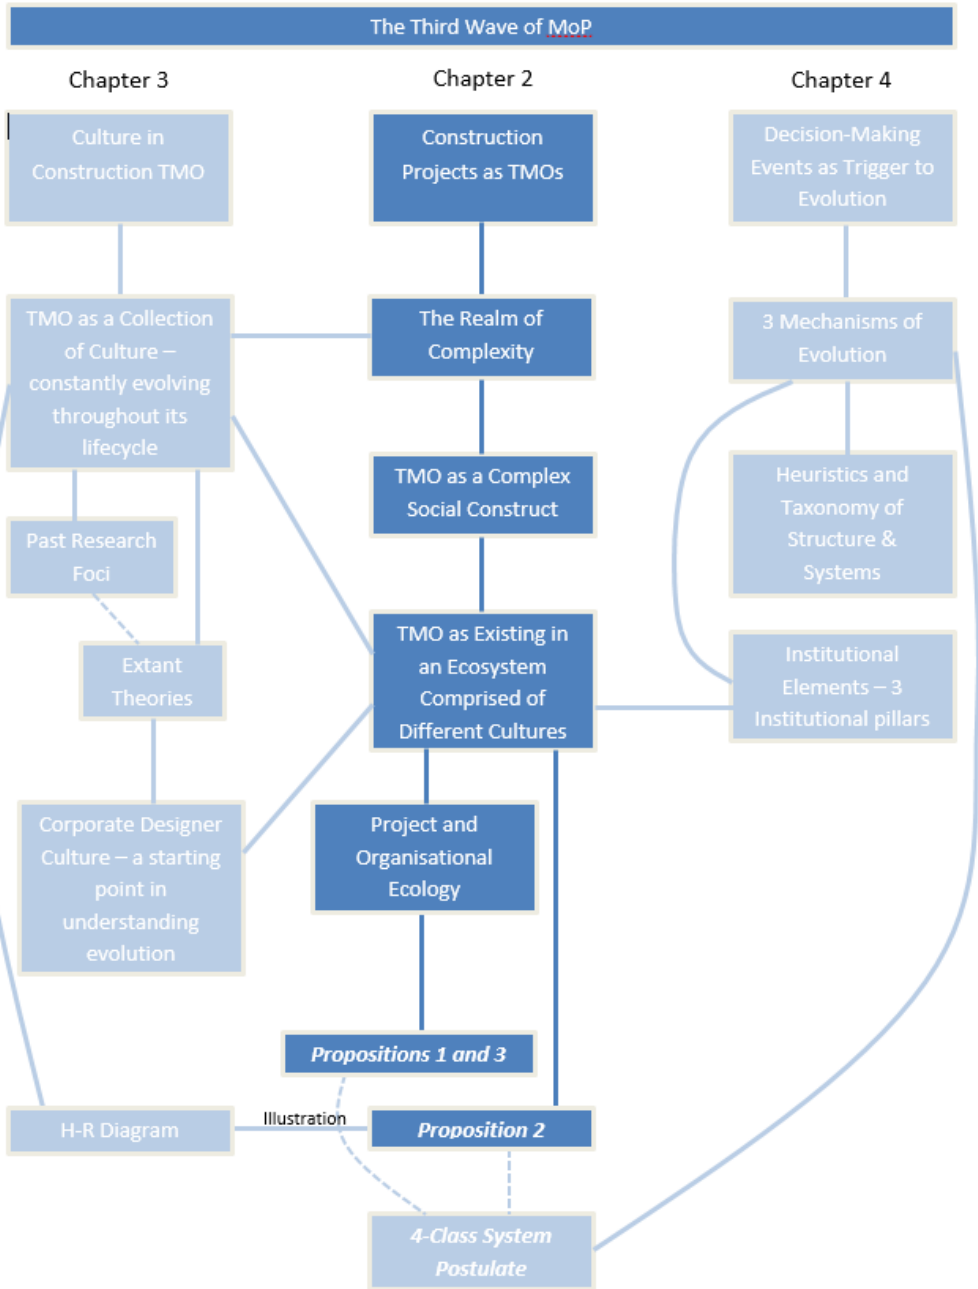 The Third Wave of MoP
Chapter 3
Chapter 2
Chapter 4
Culture in
Construction TMO
Construction
Projects as TMOs
Decision-Making
Events as Trigger to
Evolution
TMO as a Collection
of Culture –
constantly evolving
throughout its
lifecycle
The Realm of
Complexity
3 Mechanisms of
Evolution
TMO as a Complex
Social Construct
Heuristics and
Taxonomy of
Structure &
Systems
Past Research
Foci
TMO as Existing in
an Ecosystem
Comprised of
Different Cultures
Institutional
Elements – 3
Institutional pillars
Extant
Theories
Corporate Designer
Culture – a starting
point in
understanding
evolution
Project and
Organisational
Ecology
Propositions 1 and 3
H-R Diagram
Illustration
Proposition 2
4-Class System
Postulate